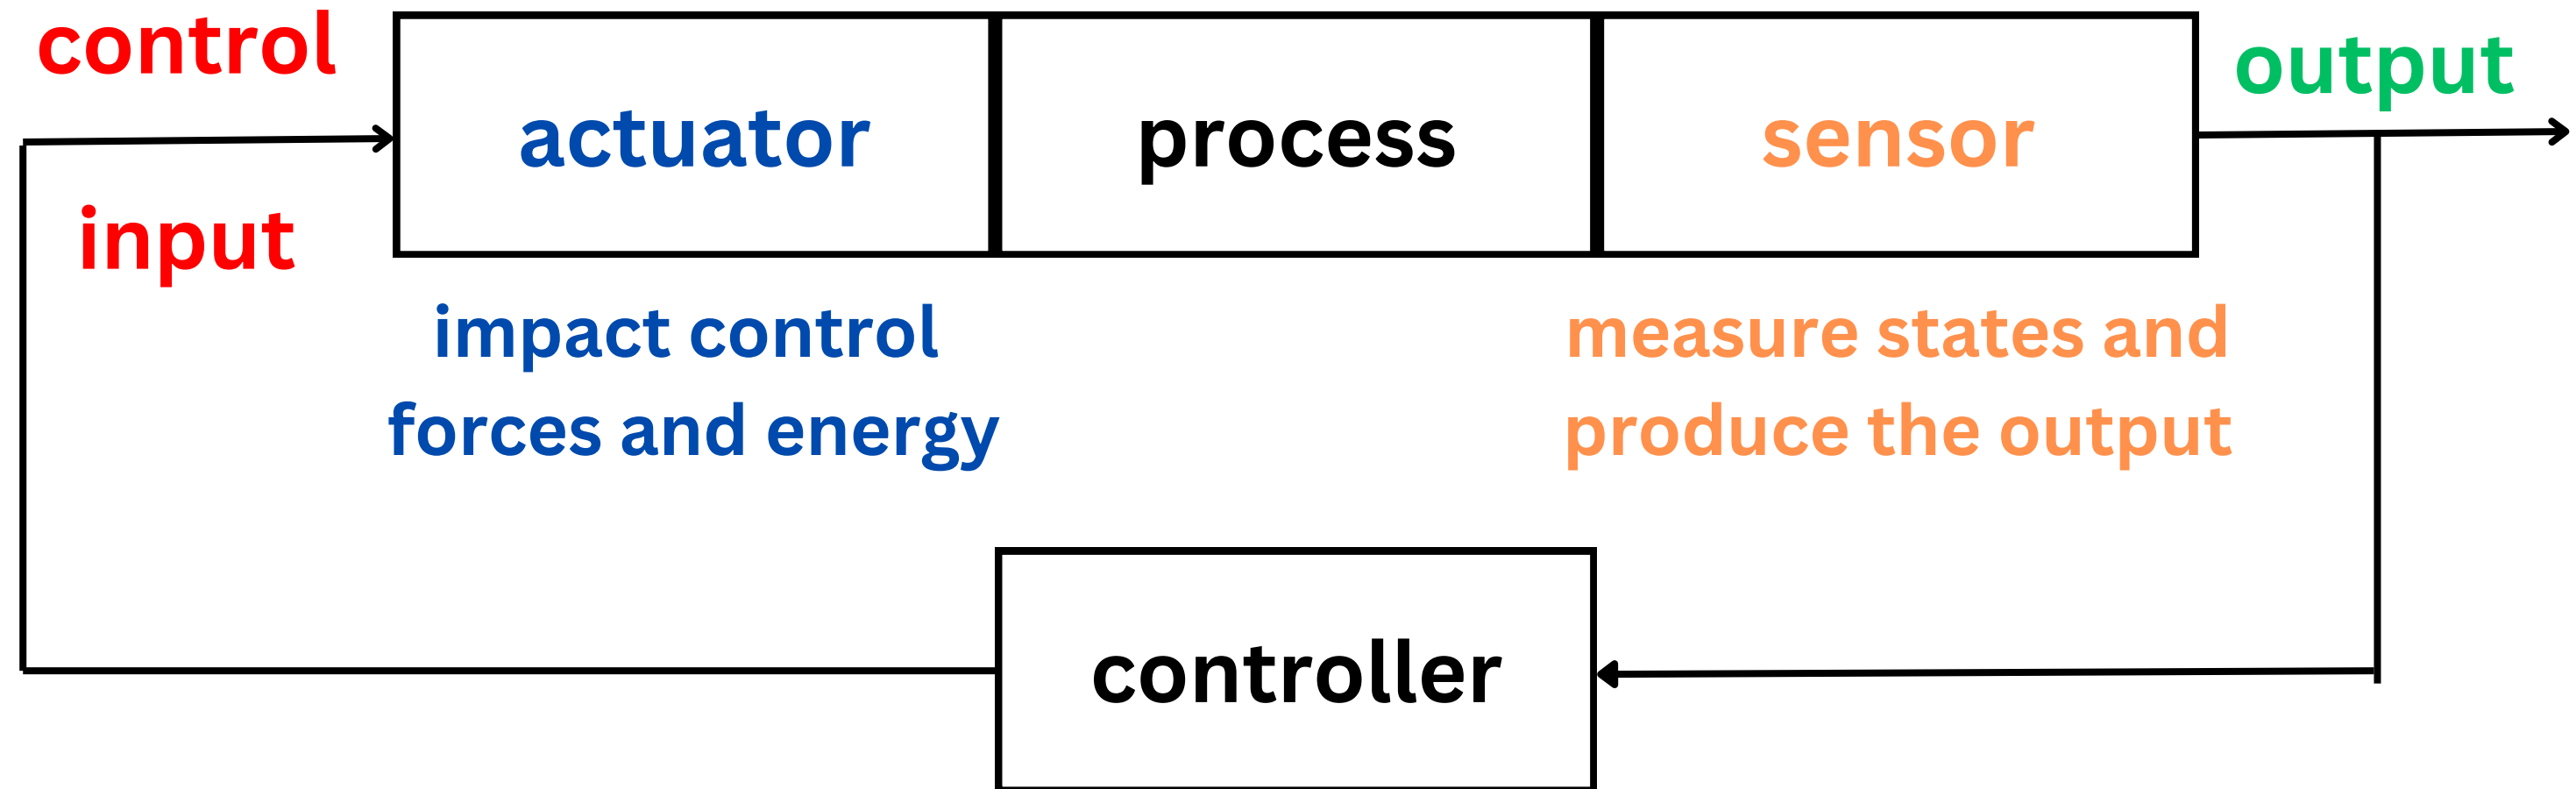 control
input
actuator
process
sensor
output
impact control
forces and energy
measure states and
produce the output
controller